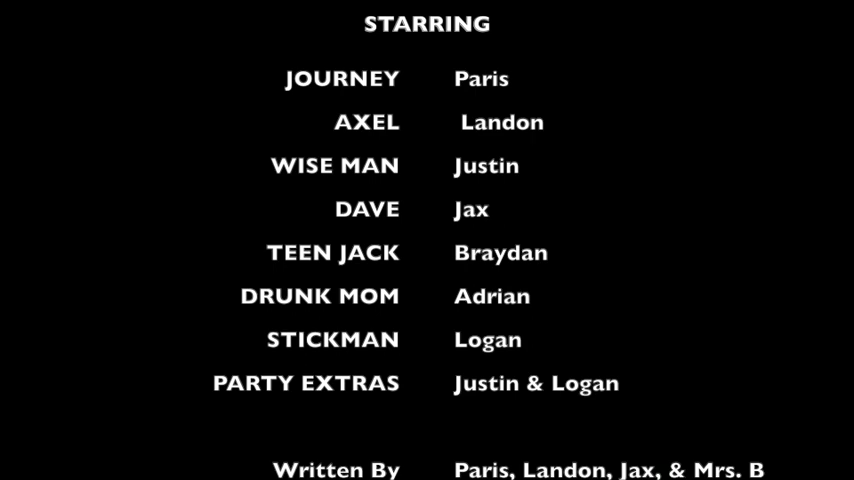 STARRING
JOURNEY Paris
AXEL Landon
WISE MAN Justin
DAVE Jax
TEEN JACK Braydan
DRUNK MOM Adrian
STICKMAN Logan
PARTY EXTRAS Justin & Logan
Written By Paris, Landon, Jax, & Mrs. B